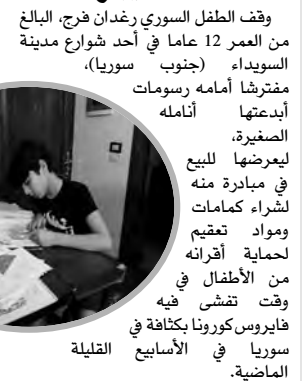 وقف الطفل السوري رغدان فرج، البالغ
من العمر 12 عاما في أحد شوارع مدينة
السويداء (جنوب سوريا)،
مفترشا أمامه رسومات
أبدعتها أنامله
الصغيرة،
ليعرضها للبيع
في مبادرة منه
لشراء كمامات
ومواد تعقيم
لحماية أقرانه
من الأطفال في
وقت تفشى فيه
فايروس كورونا بكثافة في
سوريا في الأسابيع القليلة
الماضية.